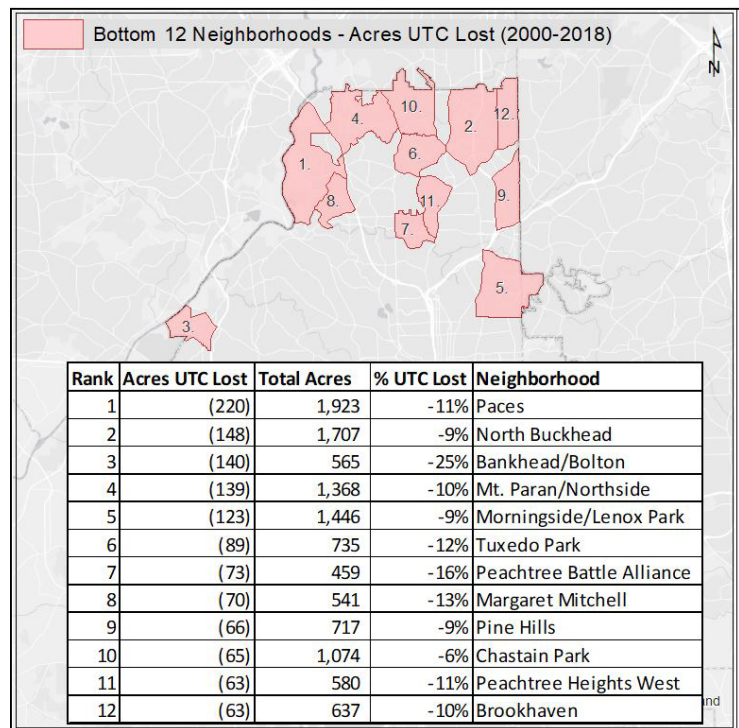 Bottom 12 Neighborhoods - Acres UTC Lost (2000-2018)
N
10.
4.
12.
2.
6.
1.
9.
8.
11.
7.
5.
3.
Rank Acres UTC Lost Total Acres % UTC Lost Neighborhood
1 (220) 1,923 -11% Paces
2 (148) 1,707 -9% North Buckhead
3 (140) 565 -25% Bankhead/Bolton
4 (139) 1,368 -10% Mt. Paran/Northside
5 (123) 1,446 -9% Morningside/Lenox Park
6 (89) 735 -12% Tuxedo Park
7 (73) 459 -16% Peachtree Battle Alliance
8 (70) 541 -13% Margaret Mitchell
9 (66) 717 -9% Pine Hills
10 (65) 1,074 -6% Chastain Park
11 (63) 580 -11% Peachtree Heights West
12 (63) 637 -10% Brookhaven